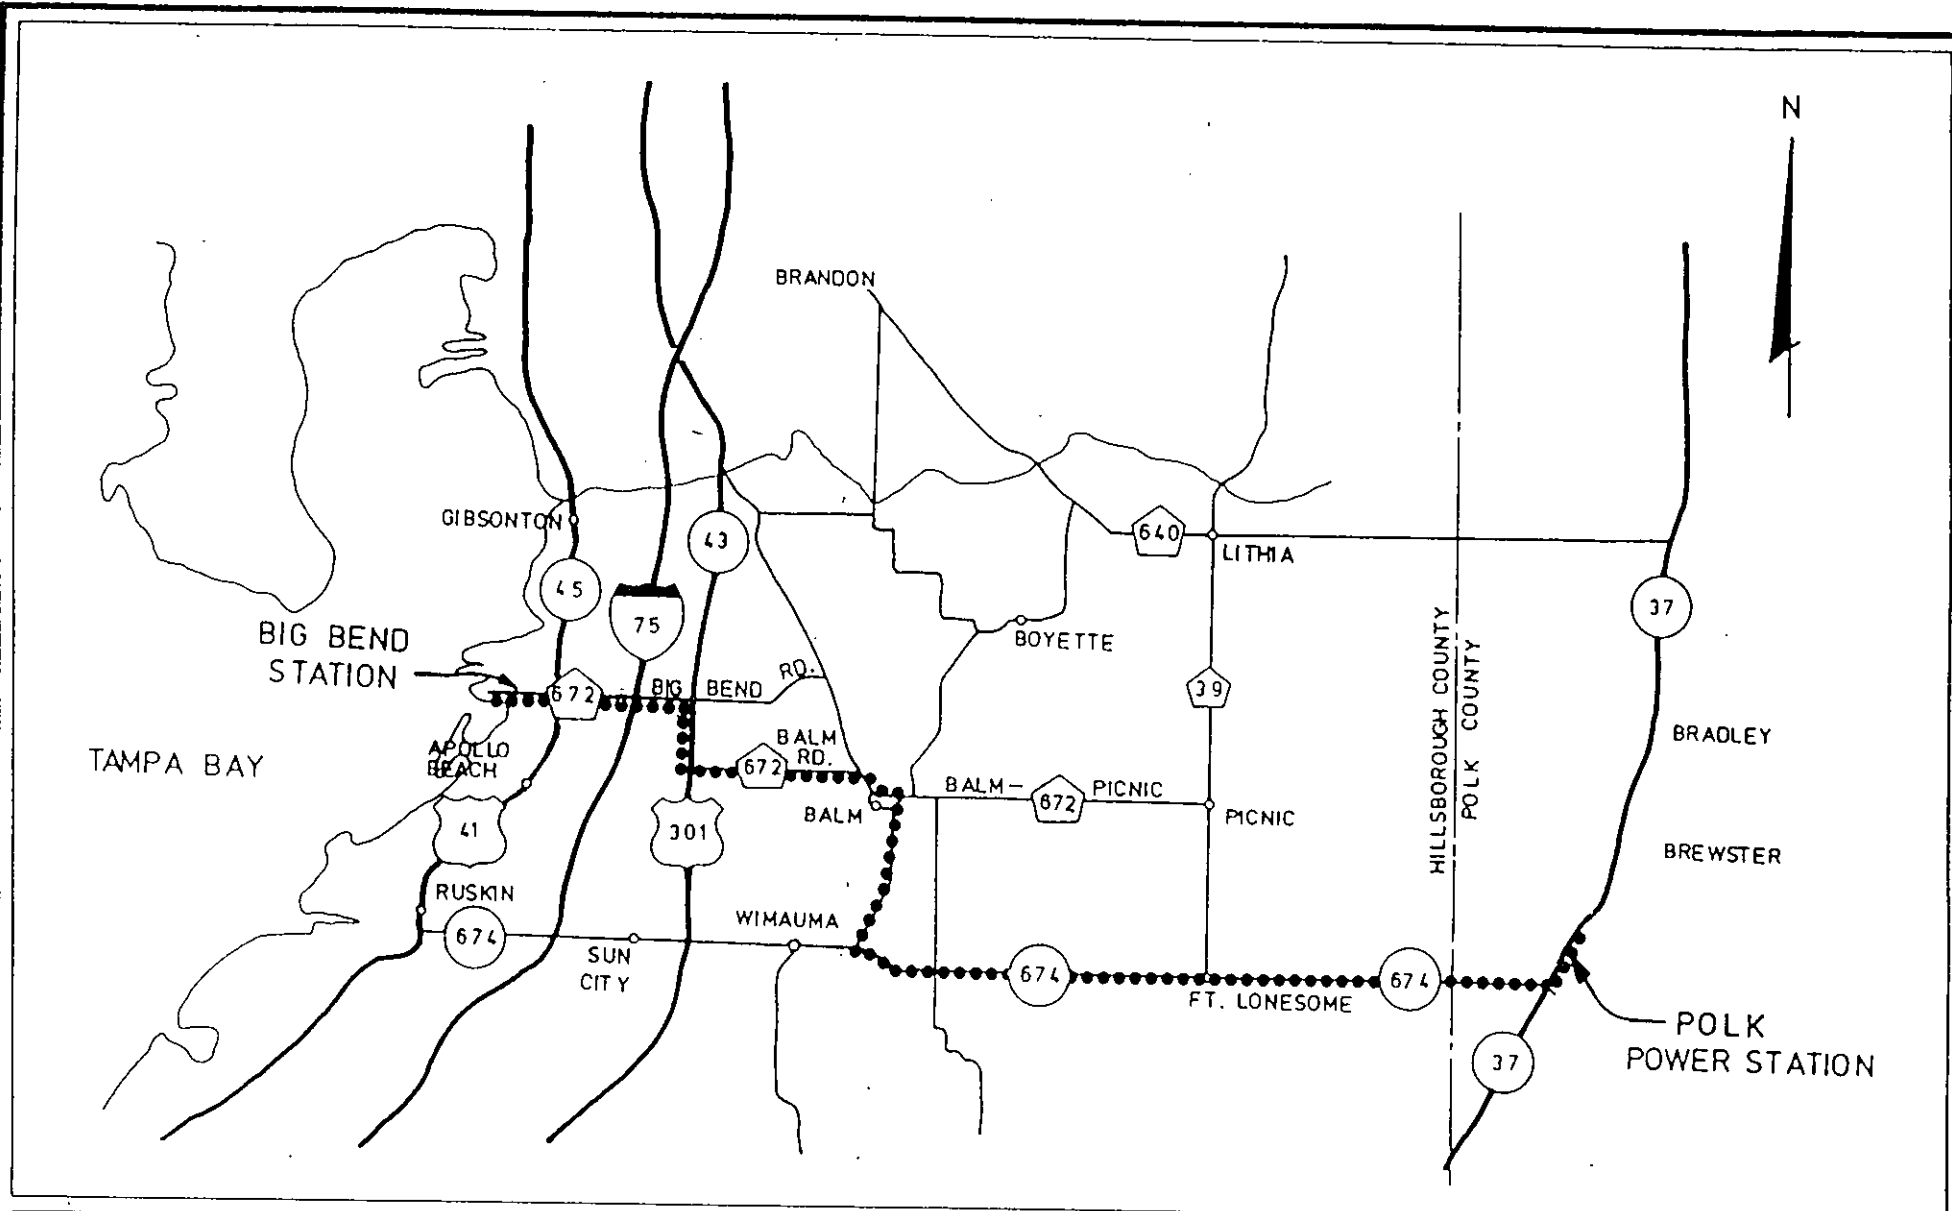 N
BRANDON
GIBSONTON
43
640
LITHIA
45
75
37
BIG BEND
STATION
BOYETTE
HILLSBOROUGH COUNTY
POLK COUNTY
672
BIG BEND RD.
39
TAMPA BAY
APOLLO
BEACH
BALM
RD.
672
BRADLEY
BALM-
672
PICNIC
41
301
BALM
PICNIC
BREWSTER
RUSKIN
674
WIMAUMA
SUN
CITY
674
674
FT. LONESOME
37
POLK
POWER STATION